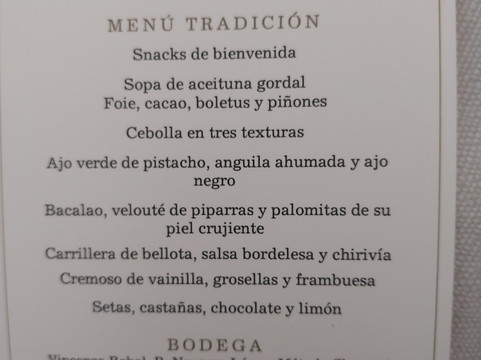 MENÚ TRADICIÓN
Snacks de bienvenida
Sopa de aceituna gordal
Foie, cacao, boletus y piñones
Cebolla en tres texturas
Ajo verde de pistacho, anguila ahumada y ajo
negro
Bacalao, velouté de piparras y palomitas de su
piel crujiente
Carrillera de bellota, salsa bordelesa y chirivía
Cremoso de vainilla, grosellas y frambuesa
Setas, castañas, chocolate y limón
BODEGA